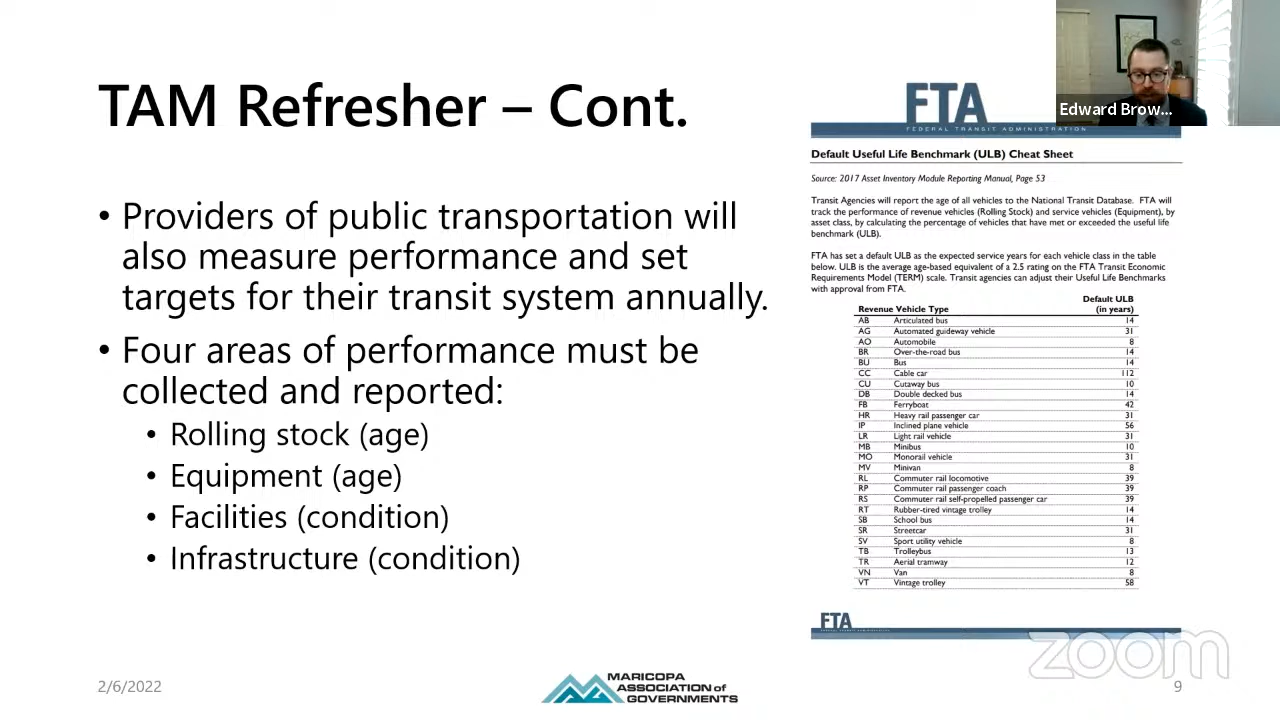 TAM Refresher – Cont.
• Providers of public transportation will
also measure performance and set
targets for their transit system annually.
• Four areas of performance must be
collected and reported:
• Rolling stock (age)
• Equipment (age)
• Facilities (condition)
• Infrastructure (condition)
Edward Brow...
FTA
FEDERAL TRANSIT ADMINISTRATION
Default Useful Life Benchmark (ULB) Cheat Sheet
Source: 2017 Asset Inventory Module Reporting Manual, Page 53
Transit Agencies will report the age of all vehicles to the National Transit Database. FTA will
track the performance of revenue vehicles (Rolling Stock) and service vehicles (Equipment), by
asset class, by calculating the percentage of vehicles that have met or exceeded the useful life
benchmark (ULB).
FTA has set a default ULB as the expected service years for each vehicle class in the table
below. ULB is the average age-based equivalent of a 2.5 rating on the FTA Transit Economic
Requirements Model (TERM) scale. Transit agencies can adjust their Useful Life Benchmarks
with approval from FTA.
Default ULB
Revenue Vehicle Type (in years)
AB Articulated bus 14
AG Automated guideway vehicle 31
AO Automobile 8
BR Over-the-road bus 14
BU Bus 14
CC Cable car 112
CU Cutaway bus 10
DB Double decked bus 14
FB Ferryboat 42
HR Heavy rail passenger car 31
IP Inclined plane vehicle 56
LR Light rail vehicle 31
MB Minibus 10
MO Monorail vehicle 31
MV Minivan 8
RL Commuter rail locomotive 39
RP Commuter rail passenger coach 39
RS Commuter rail self-propelled passenger car 39
RT Rubber-tired vintage trolley 14
SB School bus 14
SR Streetcar 31
SV Sport utility vehicle 8
TB Trolleybus 13
TR Aerial tramway 12
VN Van 8
VT Vintage trolley 58
FTA
zoom
2/6/2022
MARICOPA
ASSOCIATION of
GOVERNMENTS
9